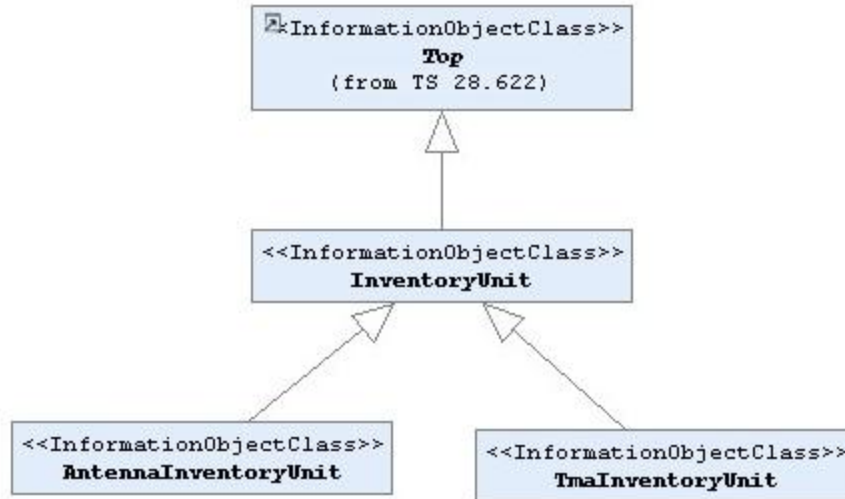 <<InformationObjectClass>>
Top
(from TS 28.622)
<<InformationObjectClass>>
InventoryUnit
<<InformationObjectClass>>
AntennaInventoryUnit
<<InformationObjectClass>>
TmaInventoryUnit